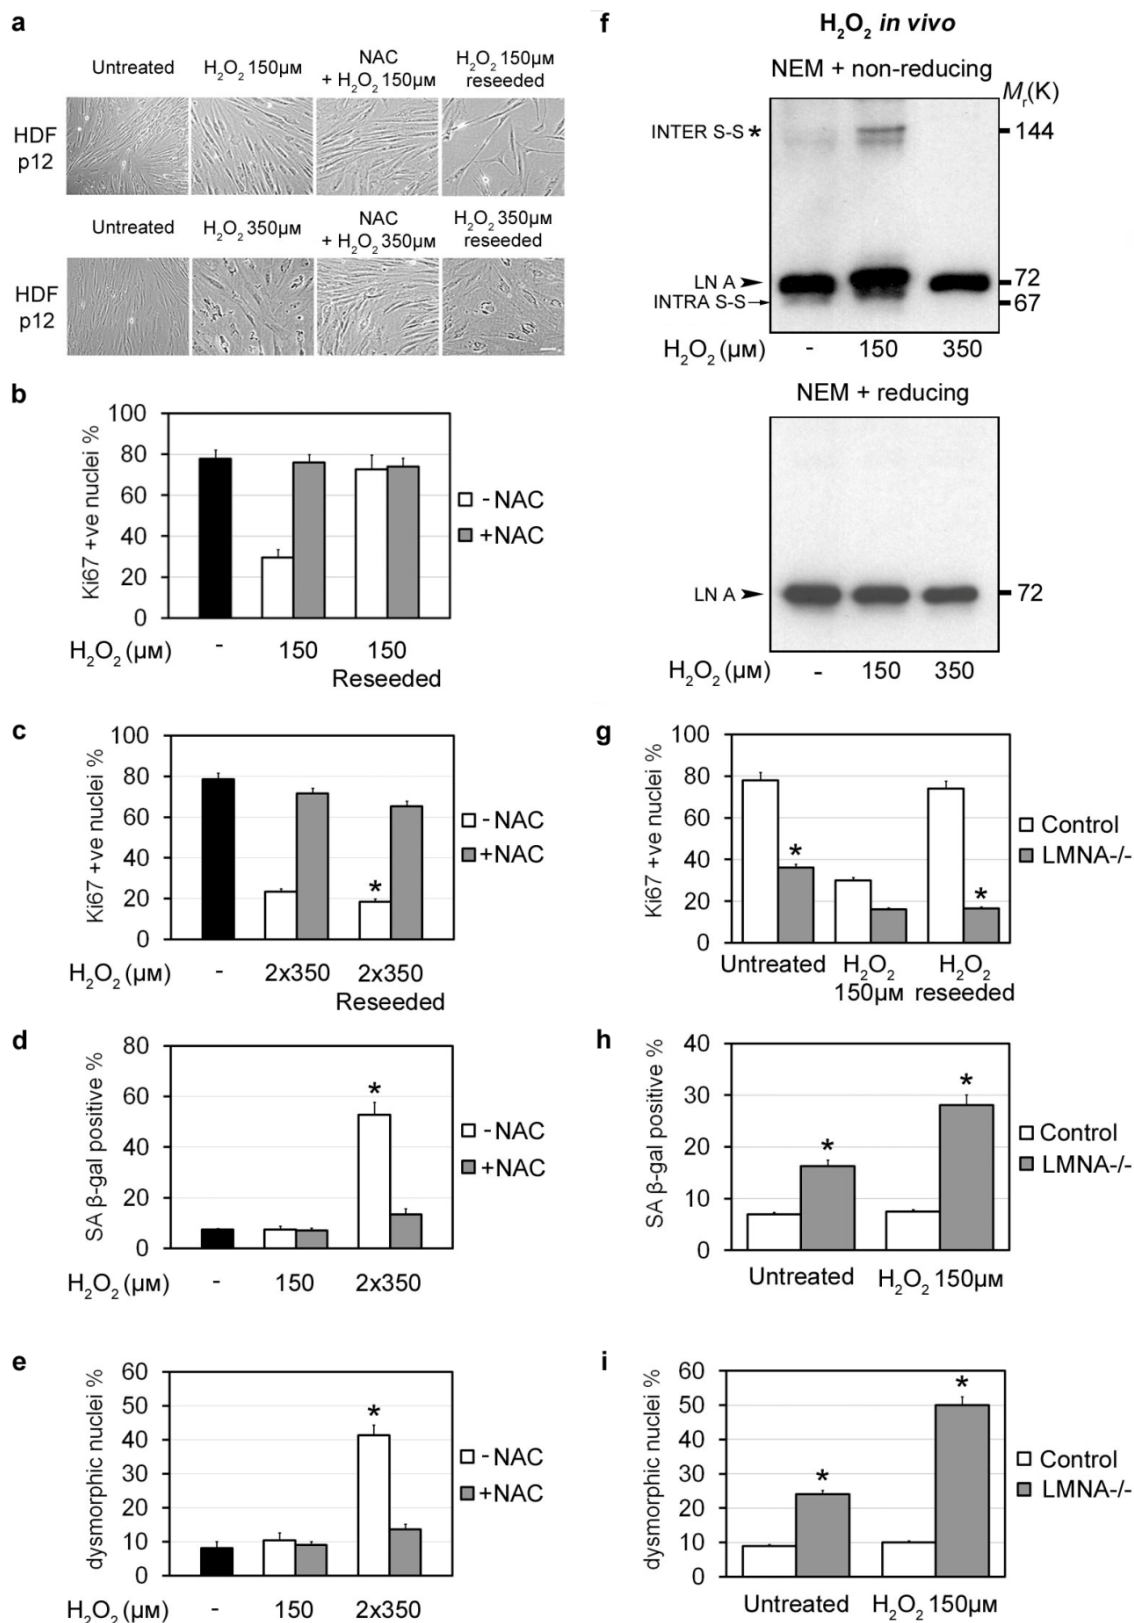 a
Untreated
H₂O₂ 150µM
NAC
+ H₂O₂ 150µM
H₂O₂ 150µM
reseeded
HDF
p12
Untreated
H₂O₂ 350µM
NAC
+ H₂O₂ 350µM
H₂O₂ 350µM
reseeded
HDF
p12
b
Ki67 +ve nuclei %
100
80
60
40
20
0
- NAC
+NAC
H₂O₂ (µM)
-
150
150
Reseeded
c
Ki67 +ve nuclei %
100
80
60
40
20
0
*
- NAC
+NAC
H₂O₂ (µM)
-
2x350
2x350
Reseeded
d
SA β-gal positive %
80
60
40
20
0
*
- NAC
+NAC
H₂O₂ (µM)
-
150
2x350
e
dysmorphic nuclei %
60
50
40
30
20
10
0
*
- NAC
+NAC
H₂O₂ (µM)
-
150
2x350
f
H₂O₂ in vivo
NEM + non-reducing
Mr(K)
INTER S-S *
144
LN A
72
INTRA S-S
67
H₂O₂ (µM)
-
150
350
NEM + reducing
LN A
72
H₂O₂ (µM)
-
150
350
g
Ki67 +ve nuclei %
100
80
60
40
20
0
*
*
Control
LMNA-/-
Untreated
H₂O₂
150µM
H₂O₂
reseeded
h
SA β-gal positive %
40
30
20
10
0
*
*
Control
LMNA-/-
Untreated
H₂O₂ 150µM
i
dysmorphic nuclei %
60
50
40
30
20
10
0
*
*
Control
LMNA-/-
Untreated
H₂O₂ 150µM